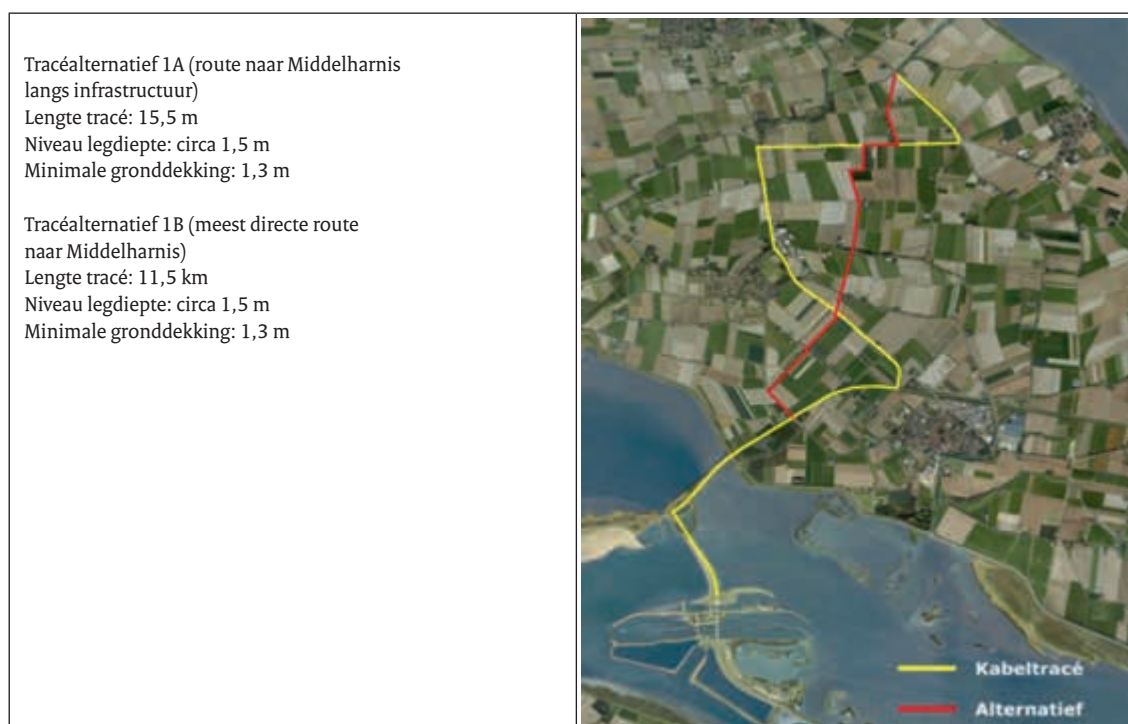 Tracéalternatief 1A (route naar Middelharnis
langs infrastructuur)
Lengte tracé: 15,5 m
Niveau legdiepte: circa 1,5 m
Minimale gronddekking: 1,3 m
Tracéalternatief 1B (meest directe route
naar Middelharnis)
Lengte tracé: 11,5 km
Niveau legdiepte: circa 1,5 m
Minimale gronddekking: 1,3 m
Kabeltracé
Alternatief